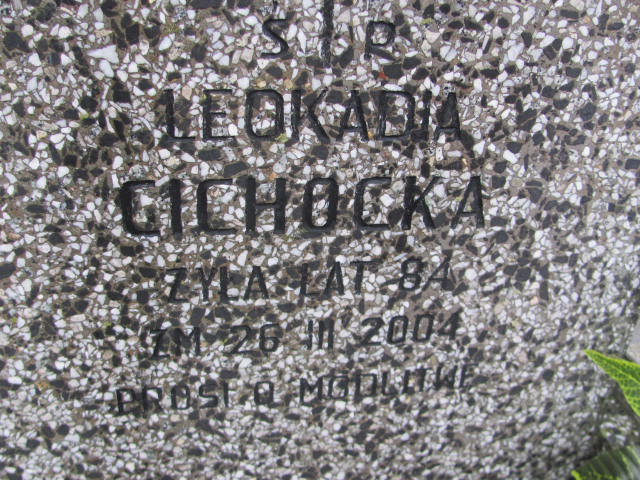 Ś P
LEOKADIA
CICHOCKA
ŻYŁA LAT 84
ZM 26 III 2004
PROSI O MODLITWĘ